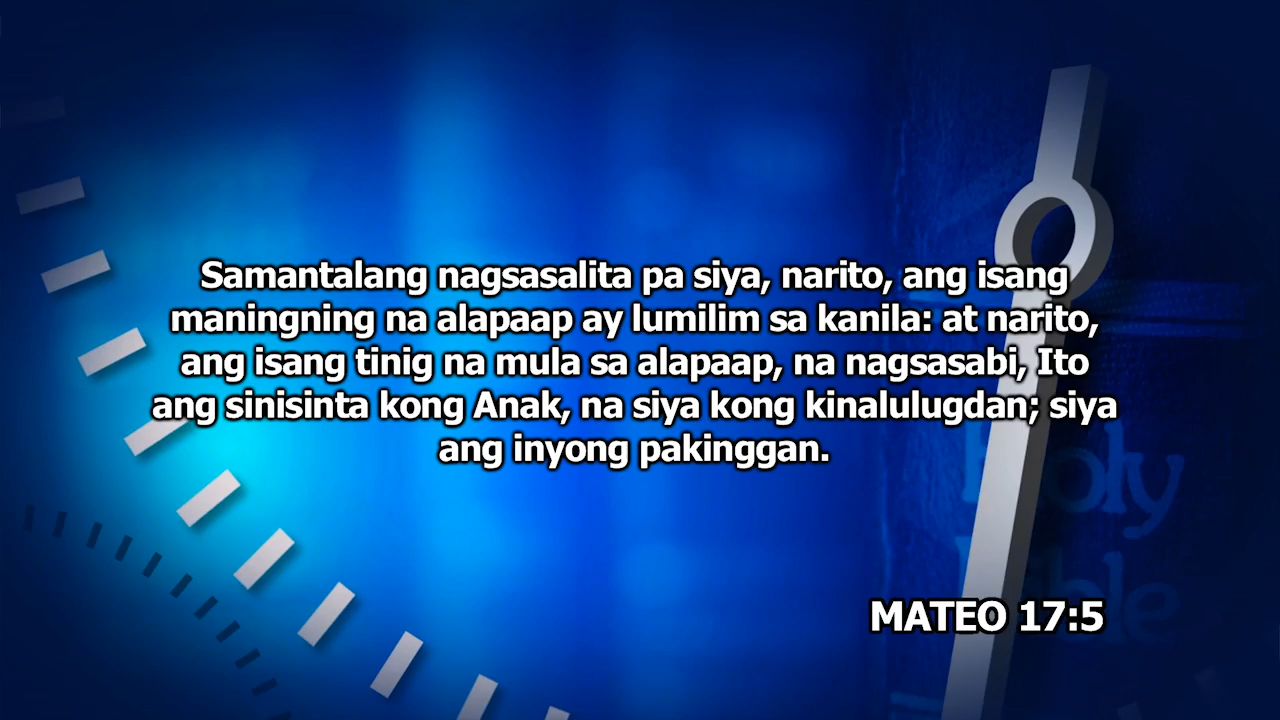 Samantalang nagsasalita pa siya, narito, ang isang
maningning na alapaap ay lumilim sa kanila: at narito,
ang isang tinig na mula sa alapaap, na nagsasabi, Ito
ang sinisinta kong Anak, na siya kong kinalulugdan; siya
ang inyong pakinggan.
Holy
Bible
MATEO 17:5